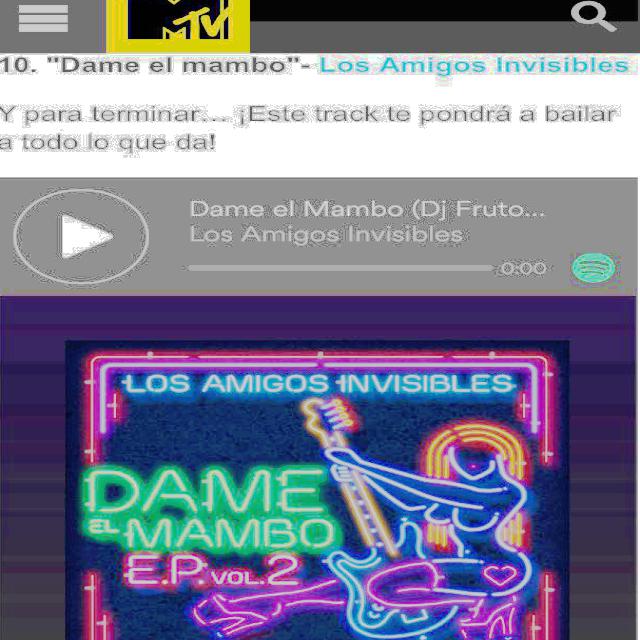 MTV
10. "Dame el mambo"- Los Amigos Invisibles
Y para terminar... ¡Este track te pondrá a bailar
a todo lo que da!
Dame el Mambo (Dj Fruto...
Los Amigos Invisibles
0:00
LOS AMIGOS INVISIBLES
DAME
EL MAMBO
E.P. VOL.2